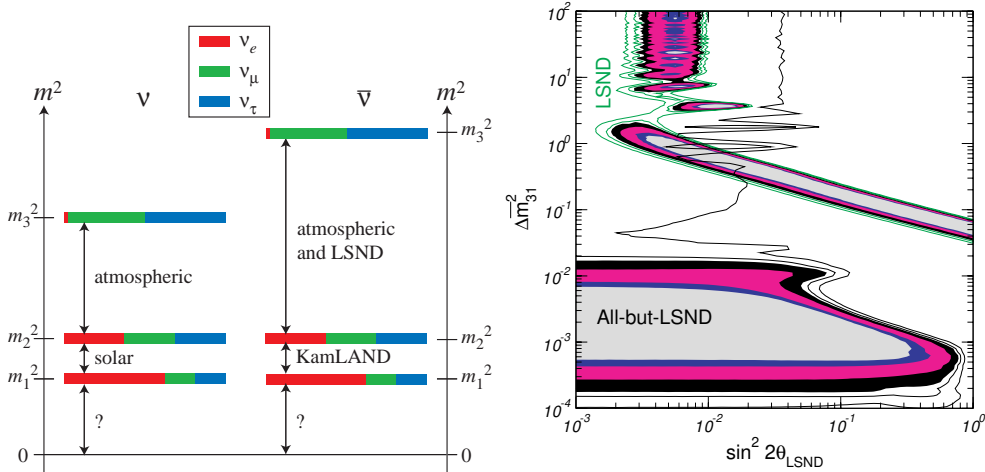 ν_e
ν_μ
ν_τ
m²
ν
ν̅
m²
m₃²
m₃²
atmospheric
atmospheric
and LSND
m₂²
m₂²
solar
KamLAND
m₁²
m₁²
?
?
0
0
10²
10¹
10⁰
10⁻¹
10⁻²
10⁻³
10⁻⁴
Δm̅²₃₁
LSND
All-but-LSND
10⁻³
10⁻²
10⁻¹
10⁰
sin² 2θ_LSND